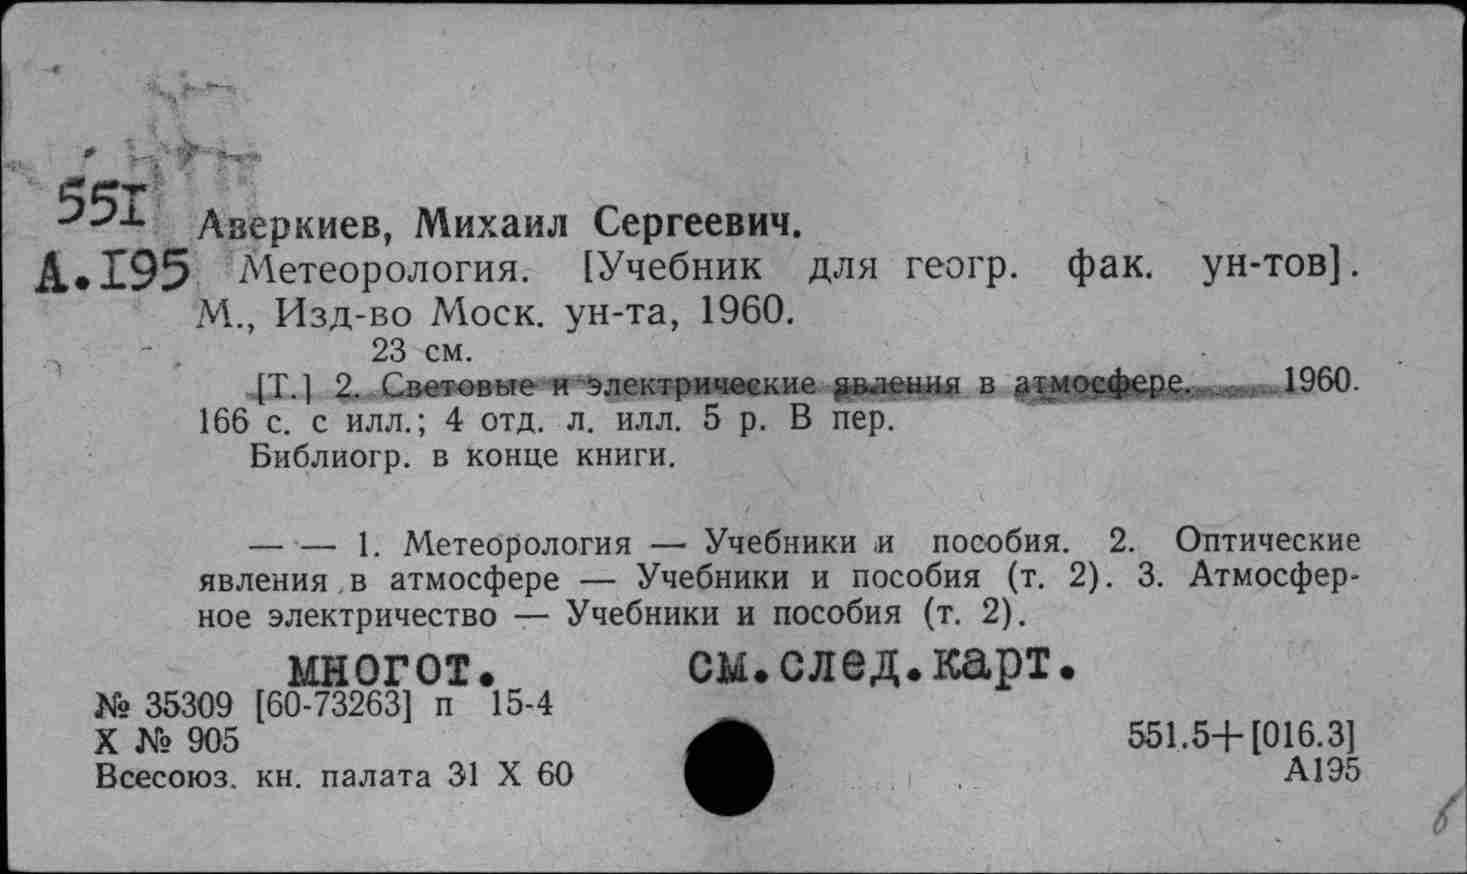 551
Аверкиев, Михаил Сергеевич.
А.195 Метеорология. [Учебник для геогр. фак. ун-тов].
М., Изд-во Моск. ун-та, 1960.
23 см.
[Т.] 2. Световые и электрические явления в атмосфере. 1960.
166 с. с илл.; 4 отд. л. илл. 5 р. В пер.
Библиогр. в конце книги.
— — 1. Метеорология — Учебники и пособия. 2. Оптические
явления в атмосфере — Учебники и пособия (т. 2). 3. Атмосфер-
ное электричество — Учебники и пособия (т. 2).
многот. см.след.карт.
№ 35309 [60-73263] п 15-4
X № 905
551.5+[016.3]
Всесоюз. кн. палата 31 X 60
А195